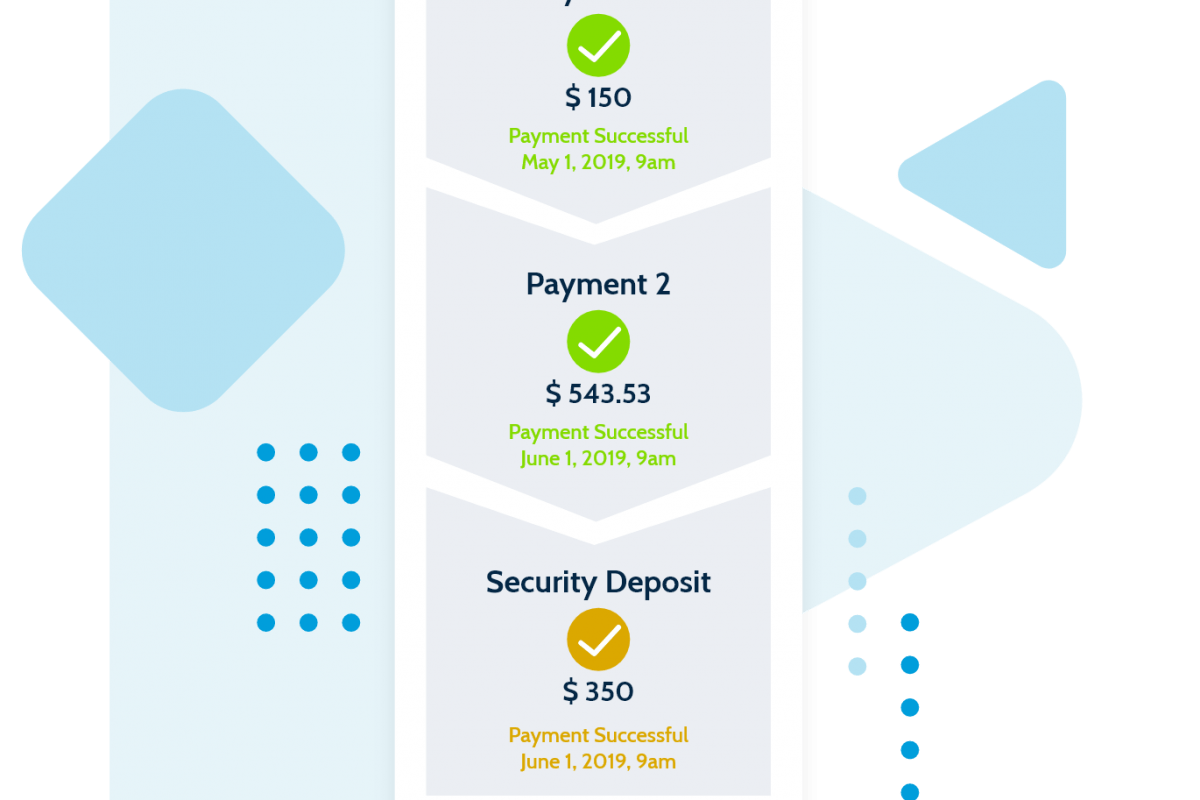 $ 150
Payment Successful
May 1, 2019, 9am
Payment 2
$ 543.53
Payment Successful
June 1, 2019, 9am
Security Deposit
$ 350
Payment Successful
June 1, 2019, 9am